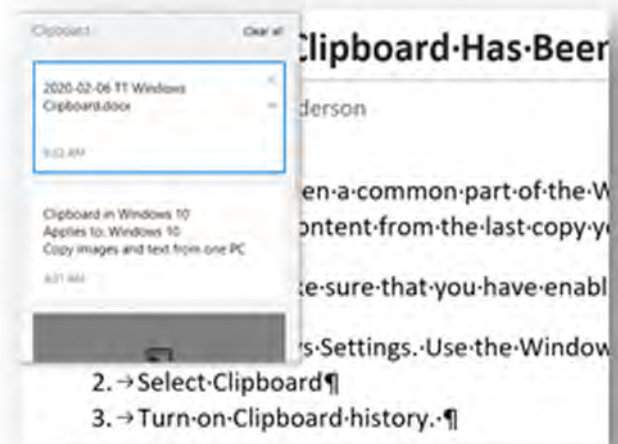 Clipboard
Clear all
2020-02-06 TT Windows
Clipboard.docx
9:02 AM
Clipboard in Windows 10
Applies to: Windows 10
Copy images and text from one PC
AM
Clipboard·Has·Been
derson
en·a·common·part·of·the·W
ontent·from·the·last·copy·y
ke·sure·that·you·have·enabl
s·Settings.·Use·the·Window
2.→Select·Clipboard¶
3.→Turn·on·Clipboard·history.·¶